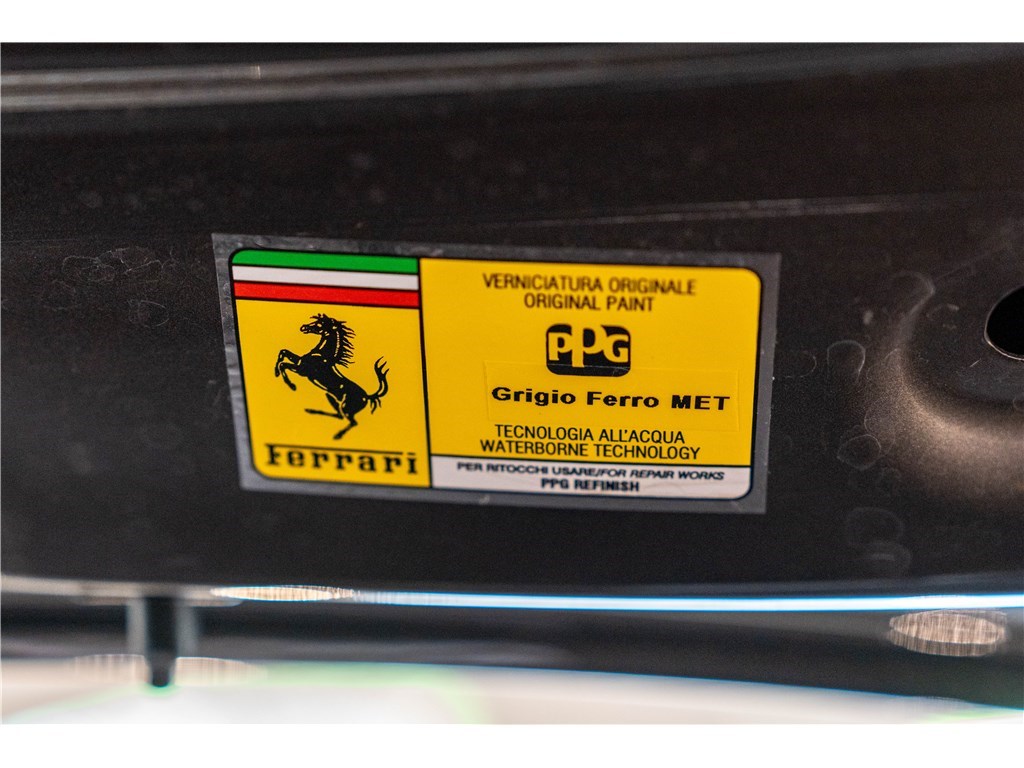 Ferrari
VERNICIATURA ORIGINALE
ORIGINAL PAINT
PPG
Grigio Ferro MET
TECNOLOGIA ALL'ACQUA
WATERBORNE TECHNOLOGY
PER RITOCCHI USARE/FOR REPAIR WORKS
PPG REFINISH